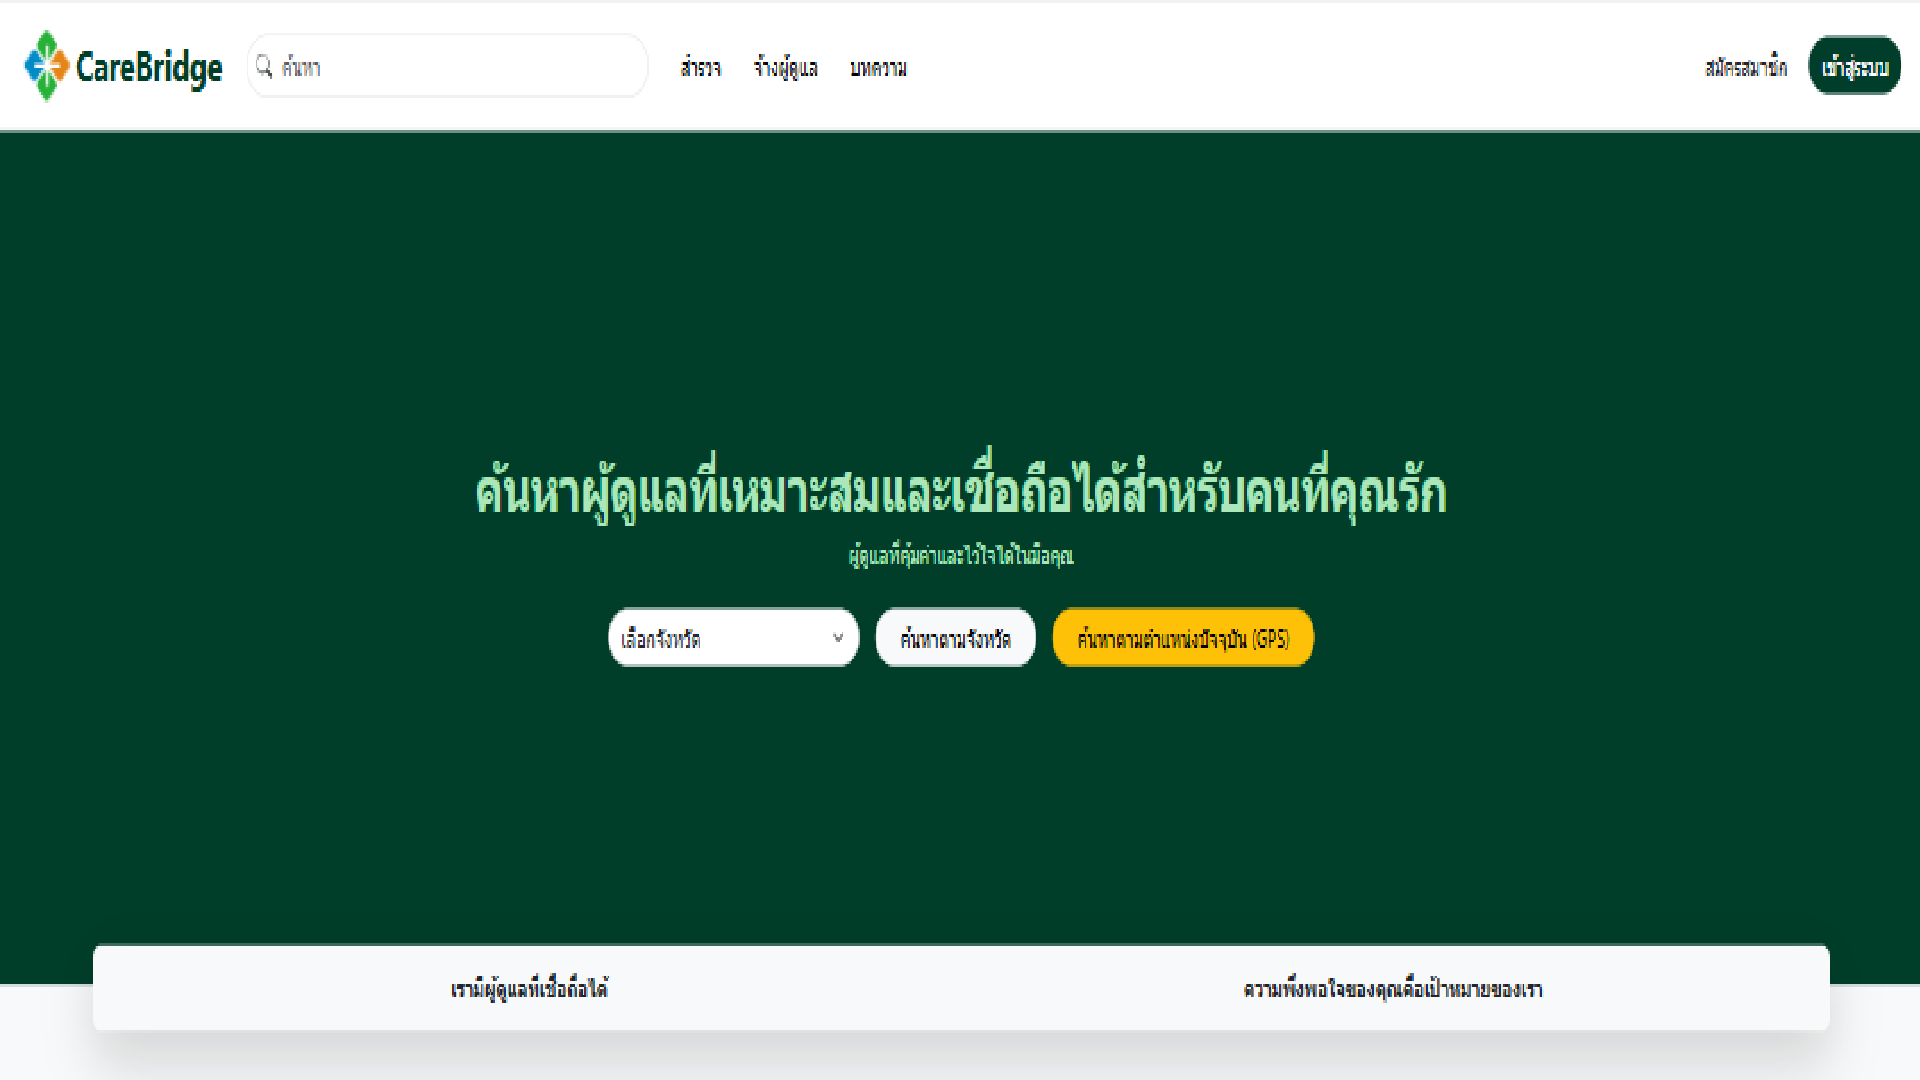 CareBridge
ค้นหา
สำรวจ
จ้างผู้ดูแล
บทความ
สมัครสมาชิก
เข้าสู่ระบบ
ค้นหาผู้ดูแลที่เหมาะสมและเชื่อถือได้สำหรับคนที่คุณรัก
ผู้ดูแลที่คุ้มค่าและไว้ใจได้ในมือคุณ
เลือกจังหวัด
ค้นหาตามจังหวัด
ค้นหาตามตำแหน่งปัจจุบัน (GPS)
เรามีผู้ดูแลที่เชื่อถือได้
ความพึงพอใจของคุณคือเป้าหมายของเรา